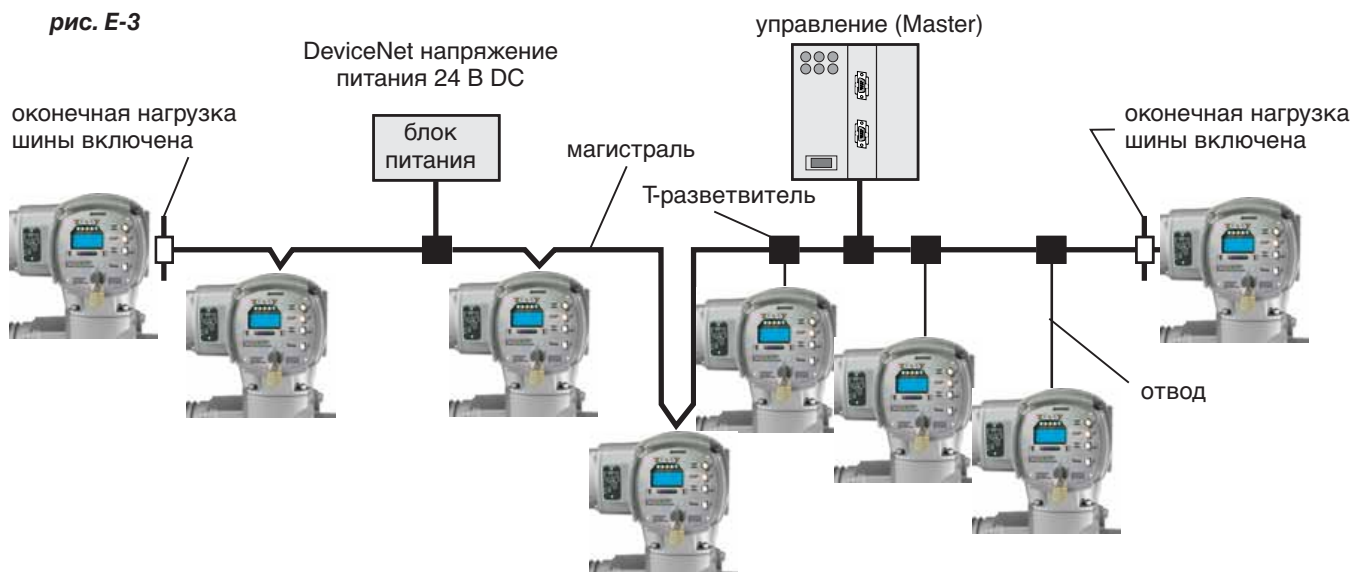 рис. E-3
управление (Master)
DeviceNet напряжение
питания 24 В DC
оконечная нагрузка
шины включена
блок
питания
магистраль
Т-разветвитель
оконечная нагрузка
шины включена
отвод